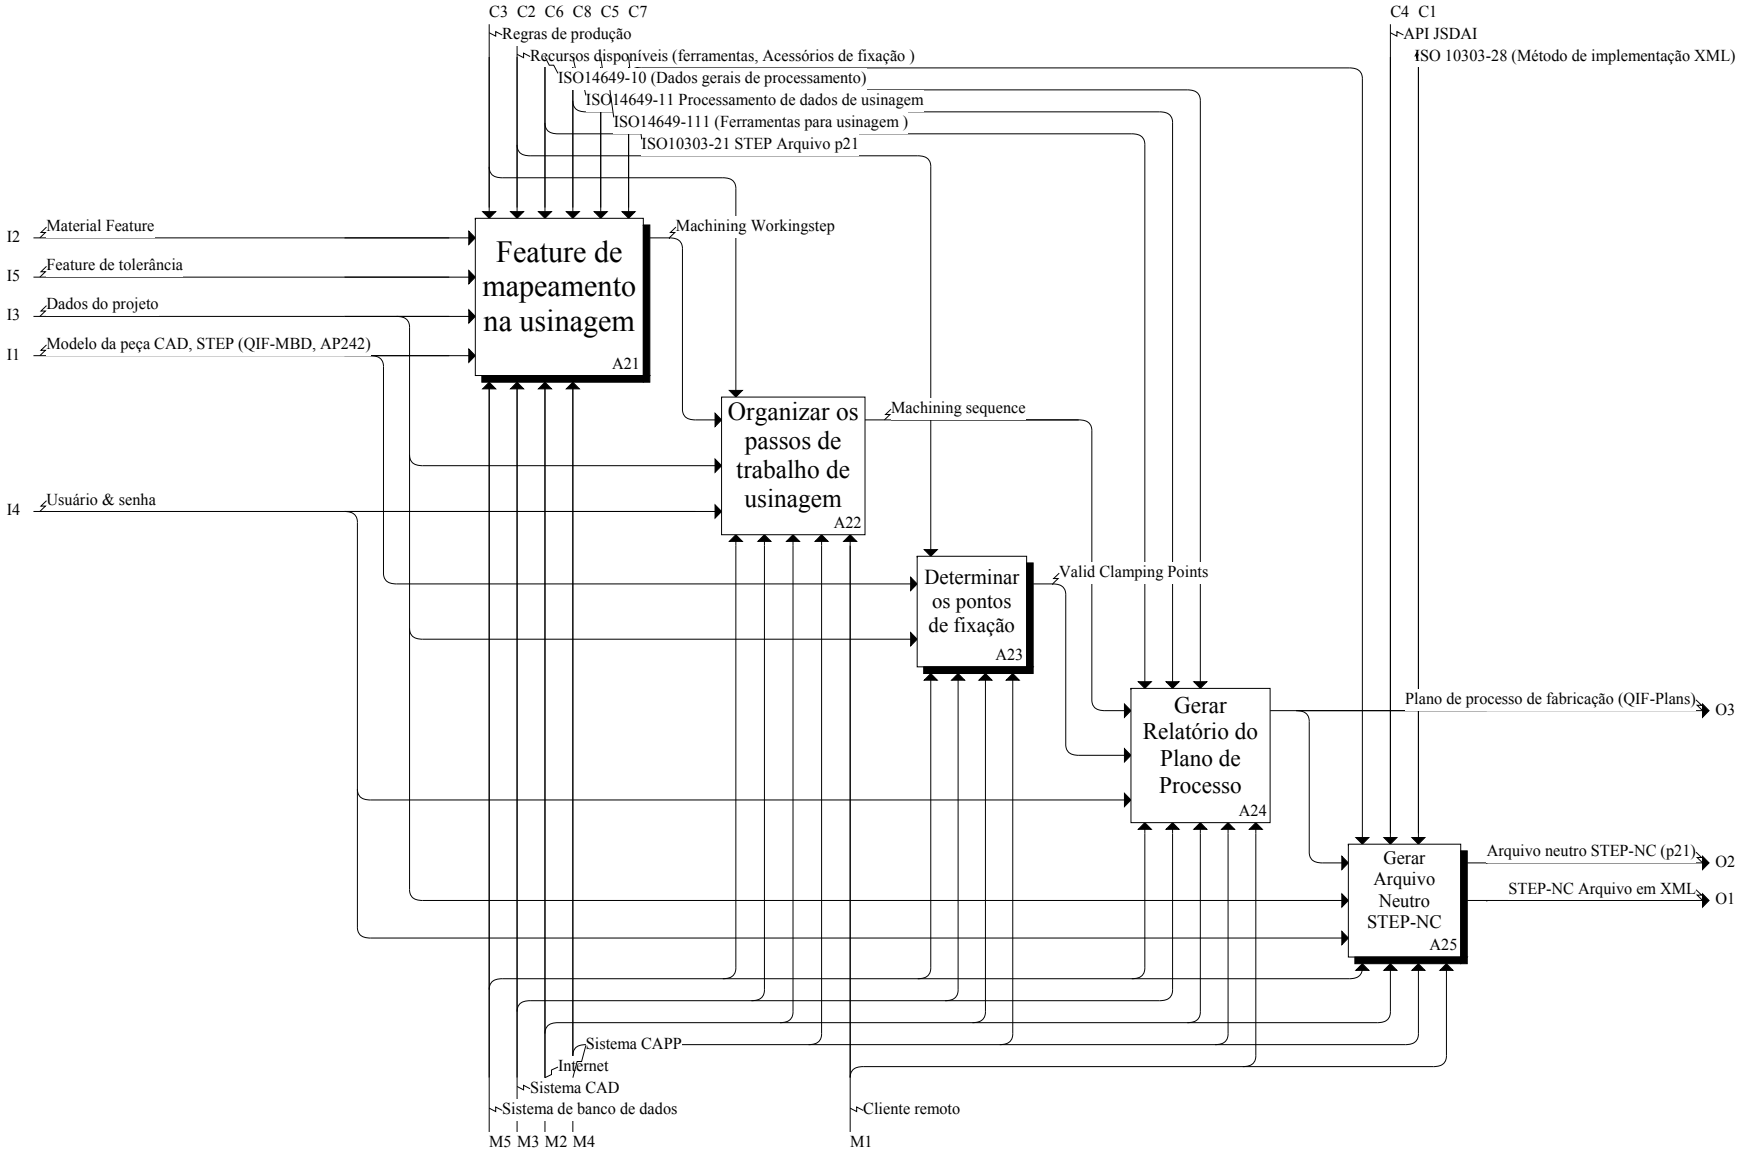 C3 C2 C6 C8 C5 C7
C4 C1
Regras de produção
API JSDAI
Recursos disponíveis (ferramentas, Acessórios de fixação )
ISO 10303-28 (Método de implementação XML)
ISO14649-10 (Dados gerais de processamento)
ISO14649-11 Processamento de dados de usinagem
ISO14649-111 (Ferramentas para usinagem )
ISO10303-21 STEP Arquivo p21
I2
Material Feature
I5
Feature de tolerância
I3
Dados do projeto
I1
Modelo da peça CAD, STEP (QIF-MBD, AP242)
Feature de
mapeamento
na usinagem
A21
Machining Workingstep
I4
Usuário & senha
Organizar os
passos de
trabalho de
usinagem
A22
Machining sequence
Determinar
os pontos
de fixação
A23
Valid Clamping Points
Gerar
Relatório do
Plano de
Processo
A24
Plano de processo de fabricação (QIF-Plans)
O3
Gerar
Arquivo
Neutro
STEP-NC
A25
Arquivo neutro STEP-NC (p21)
O2
STEP-NC Arquivo em XML
O1
Sistema CAPP
Internet
Sistema CAD
Sistema de banco de dados
Cliente remoto
M5 M3 M2 M4
M1